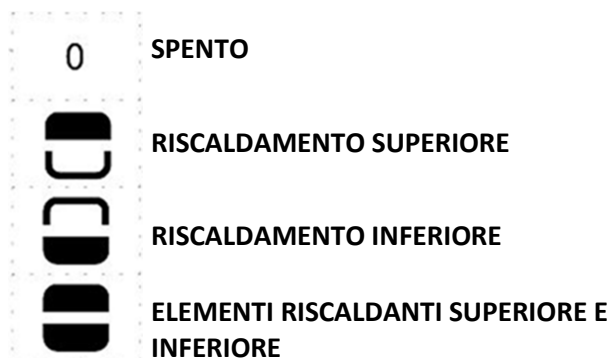 0 SPENTO
RISCALDAMENTO SUPERIORE
RISCALDAMENTO INFERIORE
ELEMENTI RISCALDANTI SUPERIORE E
INFERIORE